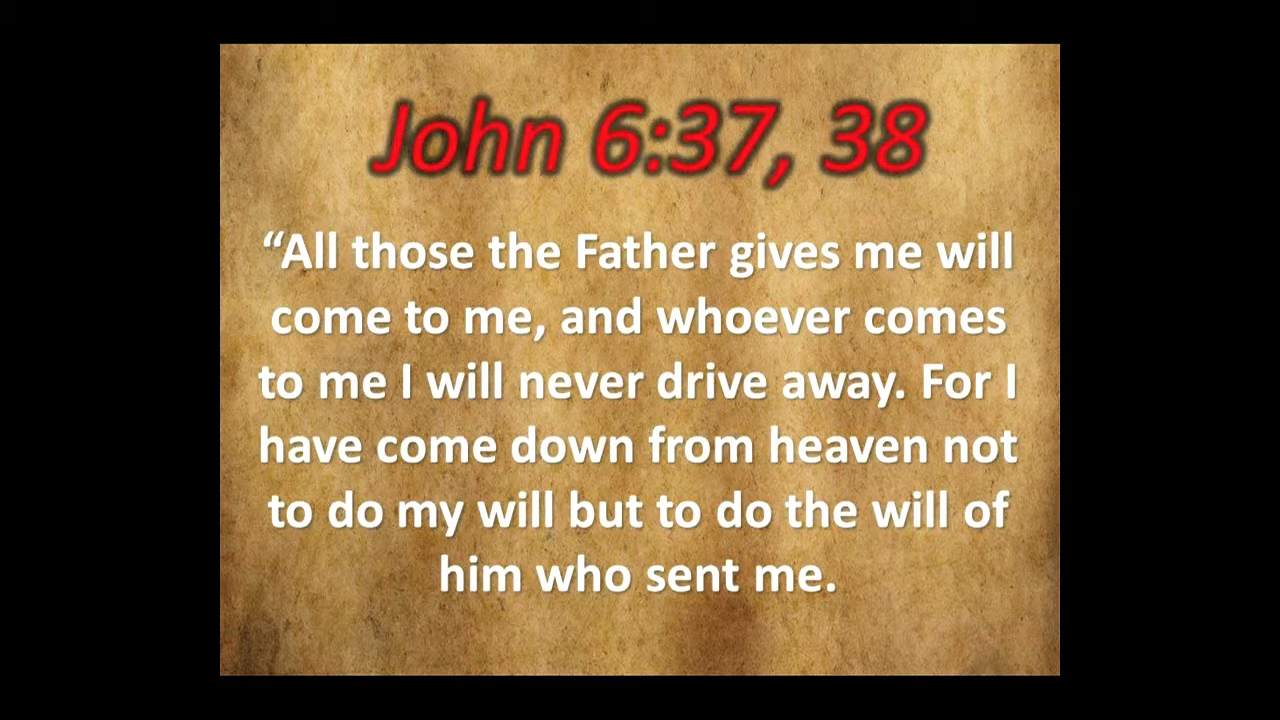 John 6:37, 38
“All those the Father gives me will
come to me, and whoever comes
to me I will never drive away. For I
have come down from heaven not
to do my will but to do the will of
him who sent me.